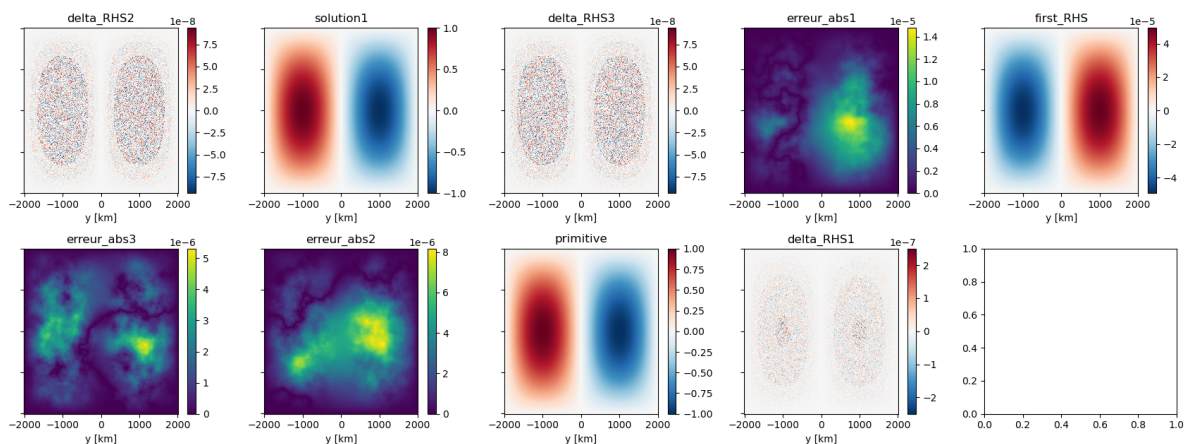 delta_RHS2
1e−8
7.5
5.0
2.5
0.0
−2.5
−5.0
−7.5
−2000 −1000 0 1000 2000
y [km]
solution1
1.0
0.5
0.0
−0.5
−1.0
−2000 −1000 0 1000 2000
y [km]
delta_RHS3
1e−8
7.5
5.0
2.5
0.0
−2.5
−5.0
−7.5
−2000 −1000 0 1000 2000
y [km]
erreur_abs1
1e−5
1.4
1.2
1.0
0.8
0.6
0.4
0.2
0.0
−2000 −1000 0 1000 2000
y [km]
first_RHS
1e−5
4
2
0
−2
−4
−2000 −1000 0 1000 2000
y [km]
erreur_abs3
1e−6
5
4
3
2
1
0
−2000 −1000 0 1000 2000
y [km]
erreur_abs2
1e−6
8
7
6
5
4
3
2
1
0
−2000 −1000 0 1000 2000
y [km]
primitive
1.00
0.75
0.50
0.25
0.00
−0.25
−0.50
−0.75
−1.00
−2000 −1000 0 1000 2000
y [km]
delta_RHS1
1e−7
2
1
0
−1
−2
−2000 −1000 0 1000 2000
y [km]
1.0
0.8
0.6
0.4
0.2
0.0
0.0 0.2 0.4 0.6 0.8 1.0